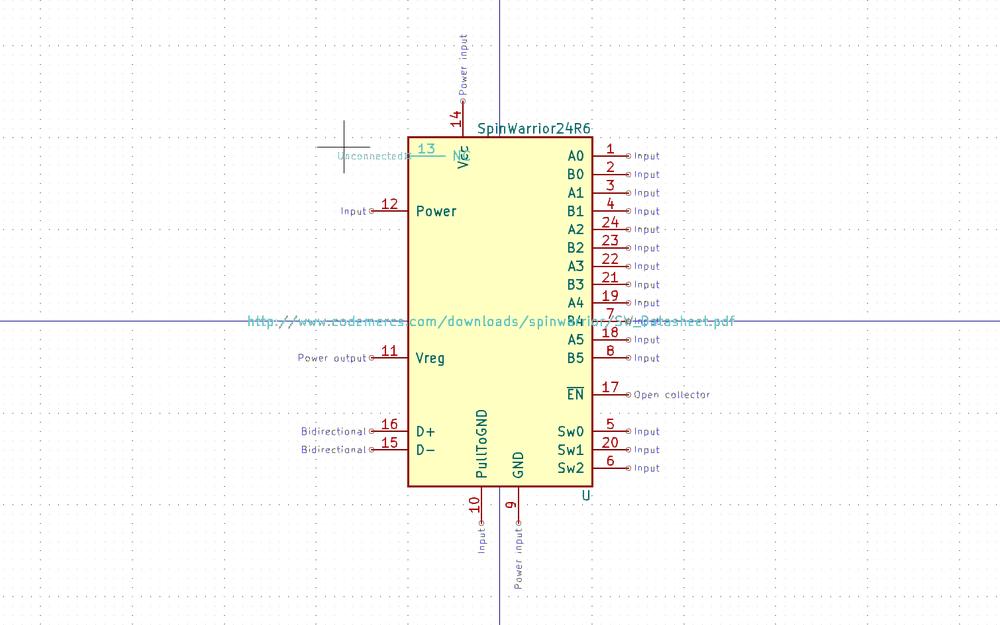 Power input
14
SpinWarrior24R6
Unconnected 13 NC
Vcc
A0 1 Input
B0 2 Input
A1 3 Input
Input 12 Power
B1 4 Input
A2 24 Input
B2 23 Input
A3 22 Input
B3 21 Input
A4 19 Input
http://www.codemercs.com/downloads/spinwarrior/SW_Datasheet.pdf
B4 7 Input
A5 18 Input
Power output 11 Vreg
B5 8 Input
EN 17 Open collector
Bidirectional 16 D+
Sw0 5 Input
Bidirectional 15 D-
Sw1 20 Input
Sw2 6 Input
PullToGND
GND
U
10
9
Input
Power input